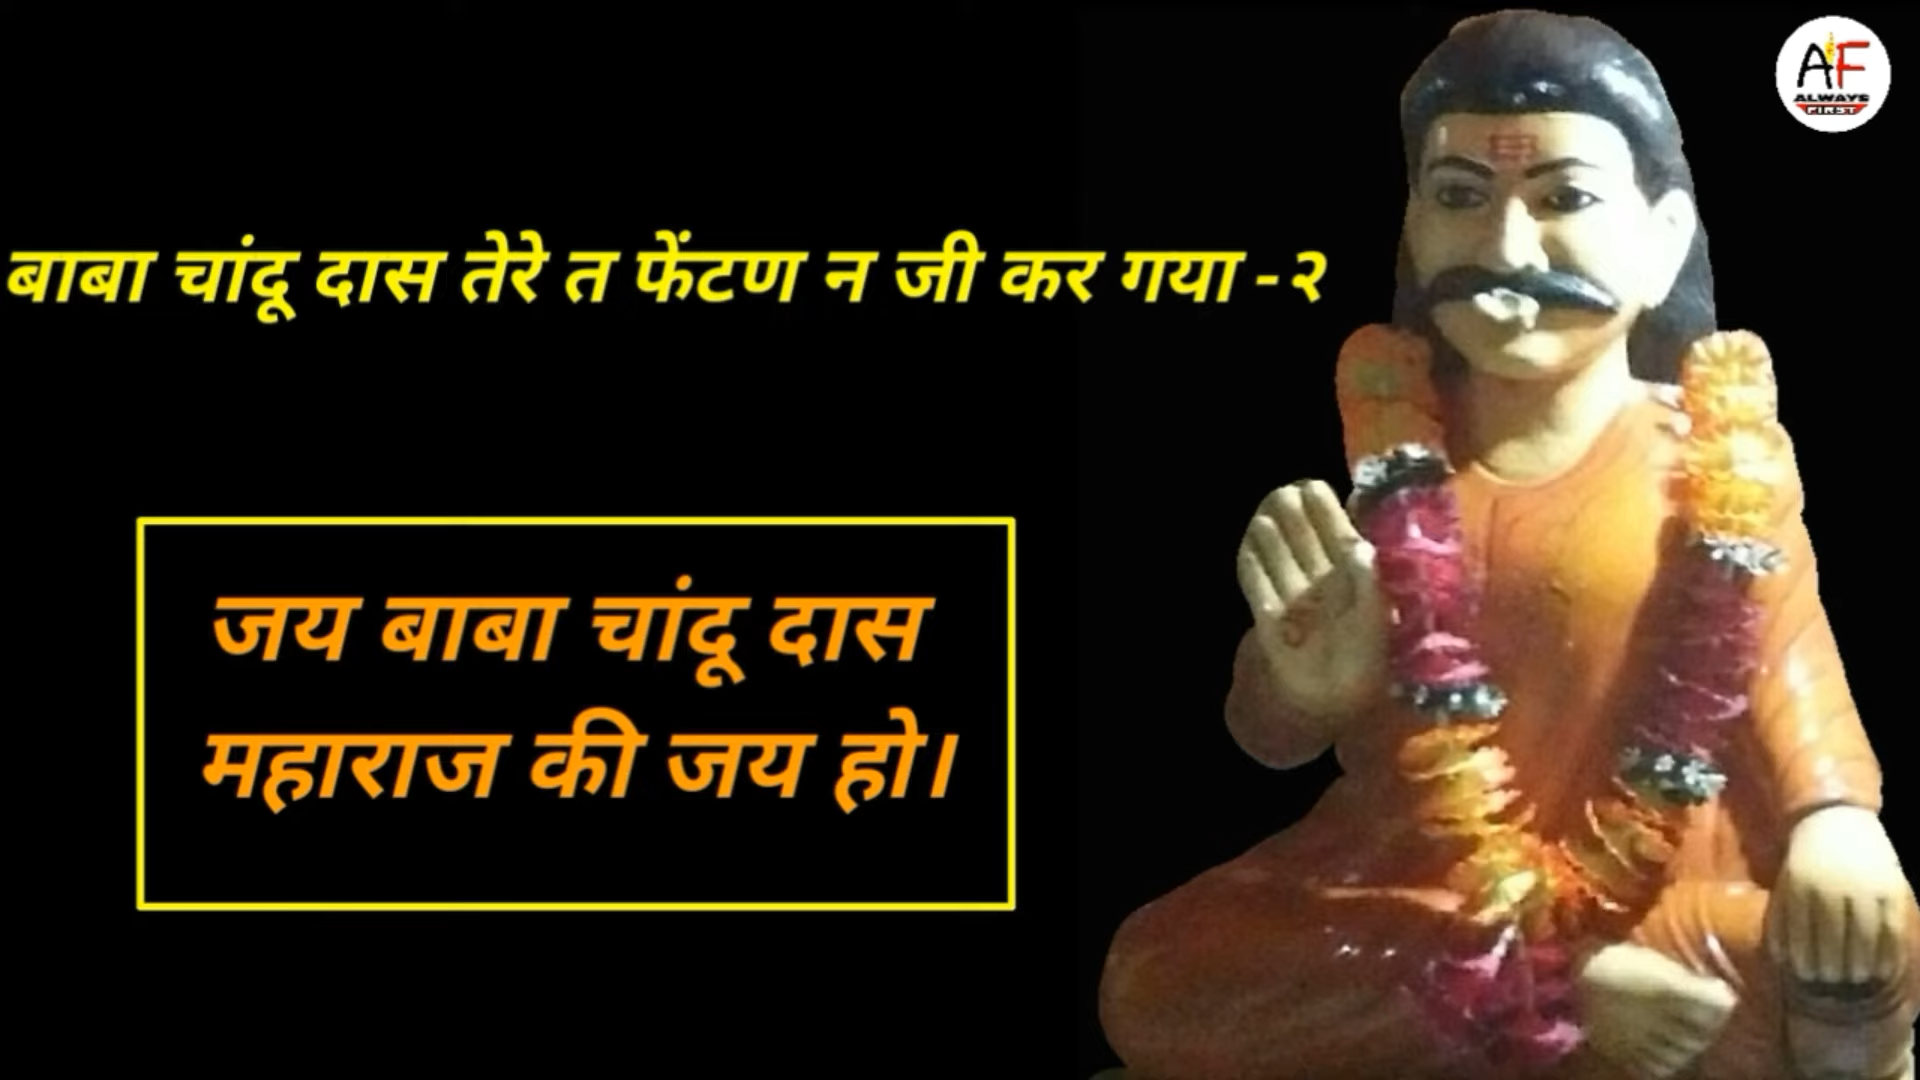 बाबा चांदू दास तेरे त फेंटण न जी कर गया -२
जय बाबा चांदू दास
महाराज की जय हो।
AF
ALWAYS
FIRST